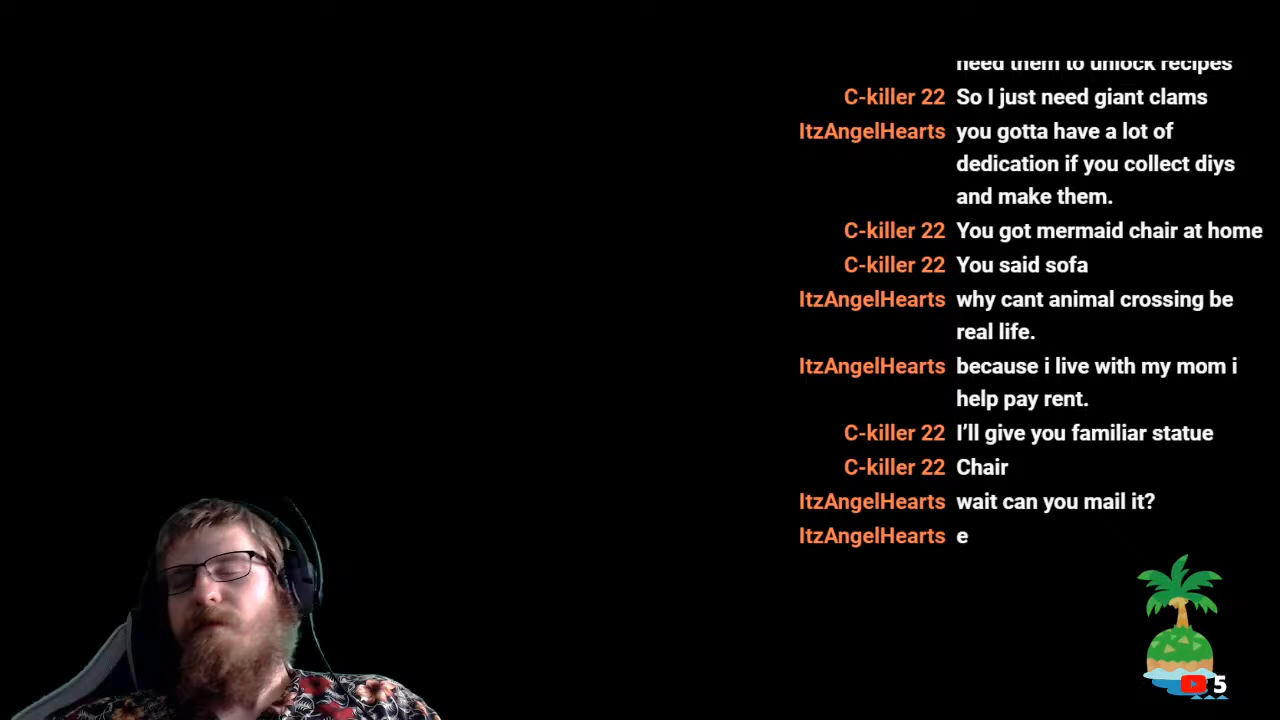 need them to unlock recipes
C-killer 22 So I just need giant clams
ItzAngelHearts you gotta have a lot of
dedication if you collect diys
and make them.
C-killer 22 You got mermaid chair at home
C-killer 22 You said sofa
ItzAngelHearts why cant animal crossing be
real life.
ItzAngelHearts because i live with my mom i
help pay rent.
C-killer 22 I’ll give you familiar statue
C-killer 22 Chair
ItzAngelHearts wait can you mail it?
ItzAngelHearts e
5